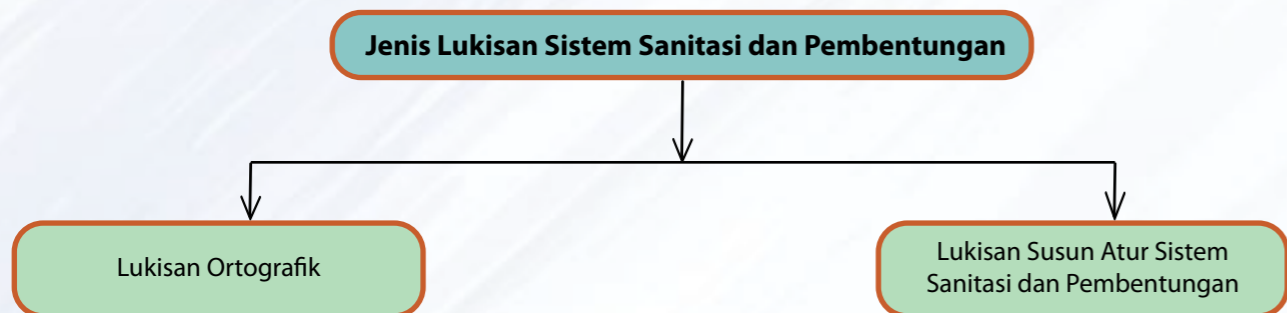 Jenis Lukisan Sistem Sanitasi dan Pembentungan
Lukisan Ortografik
Lukisan Susun Atur Sistem
Sanitasi dan Pembentungan